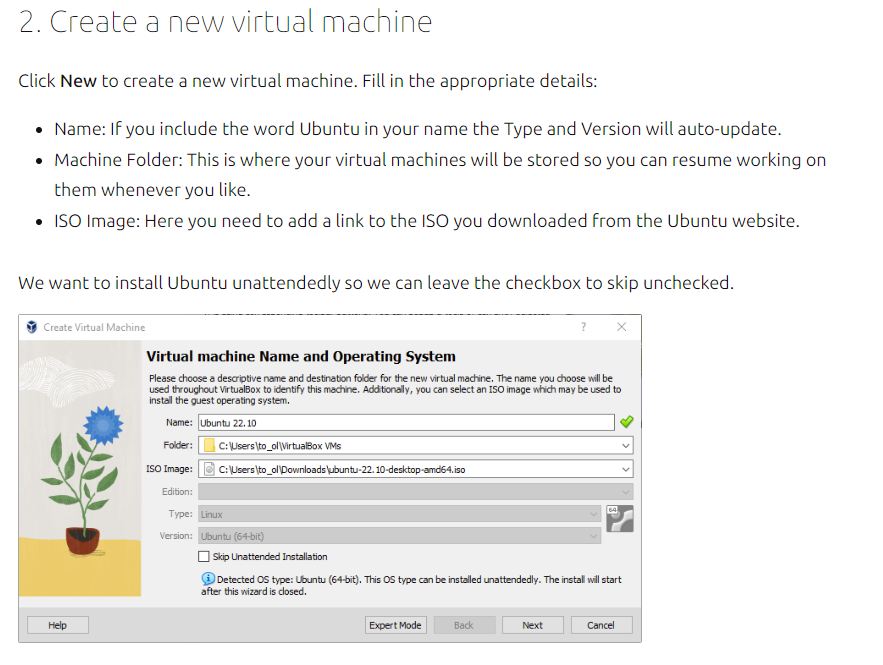 2. Create a new virtual machine
Click New to create a new virtual machine. Fill in the appropriate details:
• Name: If you include the word Ubuntu in your name the Type and Version will auto-update.
• Machine Folder: This is where your virtual machines will be stored so you can resume working on
them whenever you like.
• ISO Image: Here you need to add a link to the ISO you downloaded from the Ubuntu website.
We want to install Ubuntu unattendedly so we can leave the checkbox to skip unchecked.
Create Virtual Machine ? ×
Virtual machine Name and Operating System
Please choose a descriptive name and destination folder for the new virtual machine. The name you choose will be
used throughout VirtualBox to identify this machine. Additionally, you can select an ISO image which may be used to
install the guest operating system.
Name: Ubuntu 22.10
Folder: C:\Users\to_ol\VirtualBox VMs
ISO Image: C:\Users\to_ol\Downloads\ubuntu-22.10-desktop-amd64.iso
Edition:
Type: Linux
64
Version: Ubuntu (64-bit)
Skip Unattended Installation
Detected OS type: Ubuntu (64-bit). This OS type can be installed unattendedly. The install will start
after this wizard is closed.
Help Expert Mode Back Next Cancel